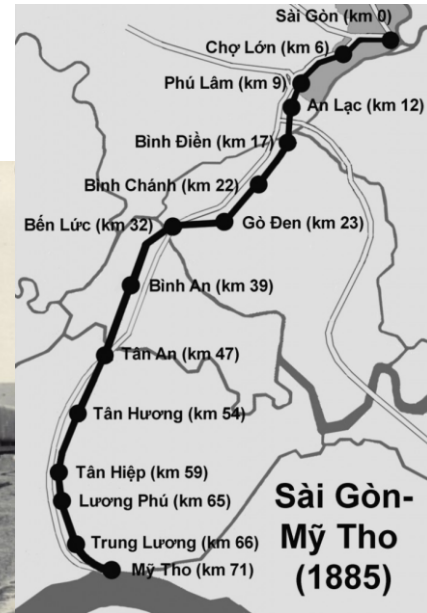 Sài Gòn (km 0)
Chợ Lớn (km 6)
Phú Lâm (km 9)
An Lạc (km 12)
Bình Điền (km 17)
Bình Chánh (km 22)
Gò Đen (km 23)
Bến Lức (km 32)
Bình An (km 39)
Tân An (km 47)
Tân Hương (km 54)
Tân Hiệp (km 59)
Lương Phú (km 65)
Trung Lương (km 66)
Mỹ Tho (km 71)
Sài Gòn-
Mỹ Tho
(1885)